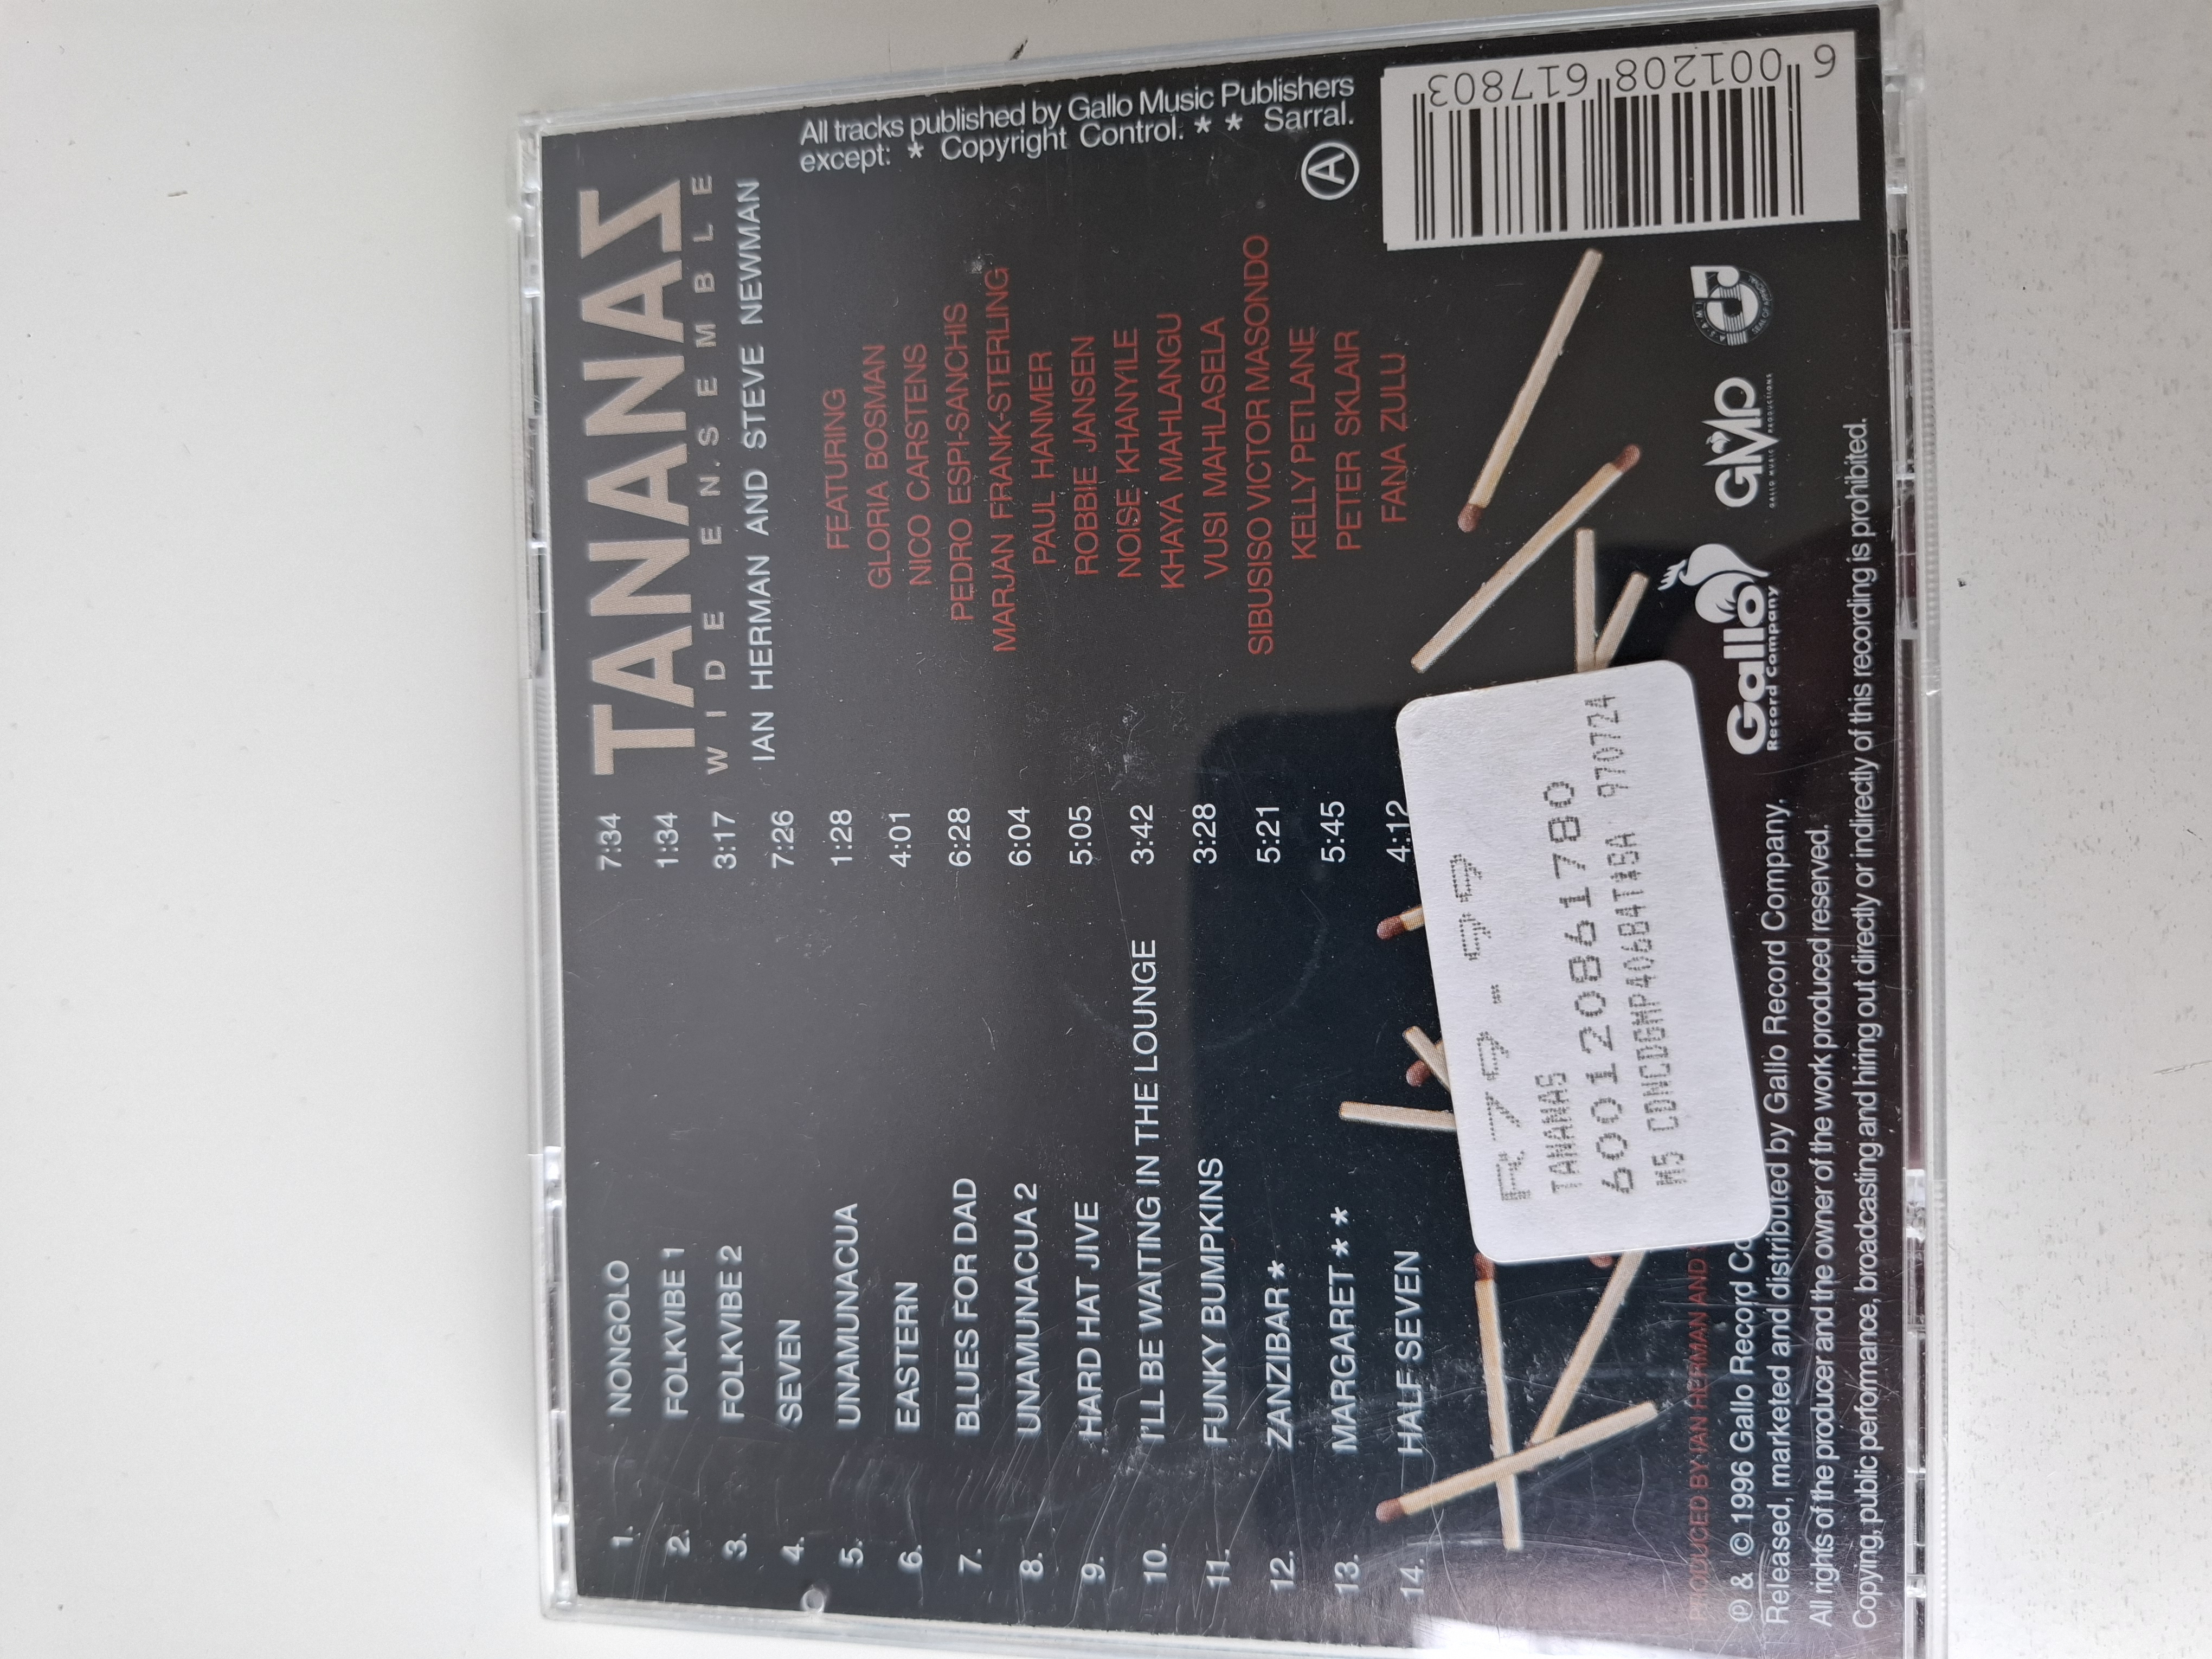 1. NONGOLO 7:34
2. FOLKVIBE 1 1:34
3. FOLKVIBE 2 3:17
4. SEVEN 7:26
5. UNAMUNACUA 1:28
6. EASTERN 4:01
7. BLUES FOR DAD 6:28
8. UNAMUNACUA 2 6:04
9. HARD HAT JIVE 5:05
10. I'LL BE WAITING IN THE LOUNGE 3:42
11. FUNKY BUMPKINS 3:28
12. ZANZIBAR * 5:21
13. MARGARET * * 5:45
14. HALF SEVEN 4:12
TANANAS
WIDE ENSEMBLE
IAN HERMAN AND STEVE NEWMAN
FEATURING
GLORIA BOSMAN
NICO CARSTENS
PEDRO ESPI-SANCHIS
MARJAN FRANK-STERLING
PAUL HANMER
ROBBIE JANSEN
NOISE KHANYILE
KHAYA MAHLANGU
VUSI MAHLASELA
SIBUSISO VICTOR MASONDO
KELLY PETLANE
PETER SKLAIR
FANA ZULU
All tracks published by Gallo Music Publishers
except: * Copyright Control. * * Sarral.
A
6 001208 617803
R79.99
TANANAS
600120861780
M5 CDNCDGMP40684TWBA 970724
PRODUCED BY IAN HERMAN AND
℗ & © 1996 Gallo Record Co
Released, marketed and distributed by Gallo Record Company.
All rights of the producer and the owner of the work produced reserved.
Copying, public performance, broadcasting and hiring out directly or indirectly of this recording is prohibited.
Gallo
Record Company
GMP
GALLO MUSIC PRODUCTIONS